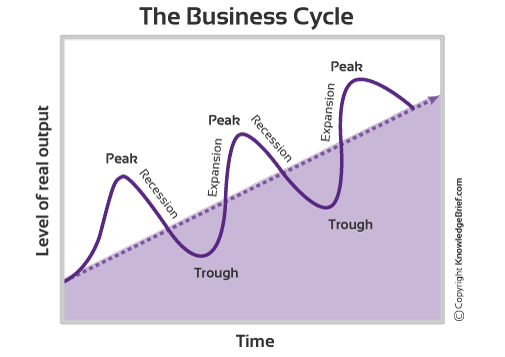 The Business Cycle
Level of real output
Peak
Recession
Trough
Expansion
Peak
Recession
Trough
Expansion
Peak
Time
© Copyright KnowledgeBrief.com